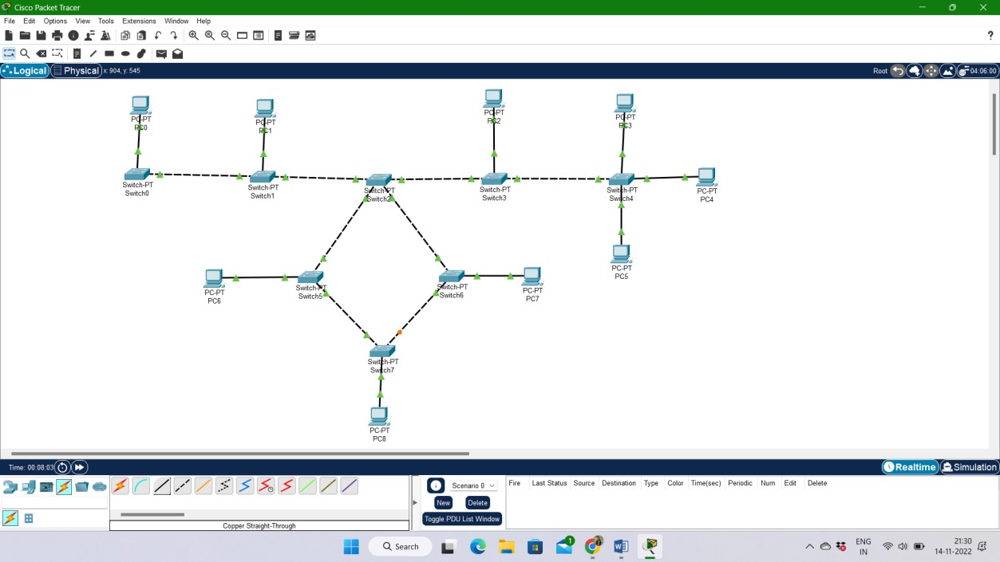 Cisco Packet Tracer
File Edit Options View Tools Extensions Window Help
?
Logical Physical x: 904, y: 545 Root 04:06:00
PC-PT
PC0
PC-PT
PC1
PC-PT
PC2
PC-PT
PC3
Switch-PT
Switch0
Switch-PT
Switch1
Switch-PT
Switch2
Switch-PT
Switch3
Switch-PT
Switch4
PC-PT
PC4
PC-PT
PC5
PC-PT
PC6
Switch-PT
Switch5
Switch-PT
Switch6
PC-PT
PC7
Switch-PT
Switch7
PC-PT
PC8
Time: 00:08:03 Realtime Simulation
Scenario 0
New Delete
Toggle PDU List Window
Fire Last Status Source Destination Type Color Time(sec) Periodic Num Edit Delete
Copper Straight-Through
Search
1
ENG
IN
21:30
14-11-2022